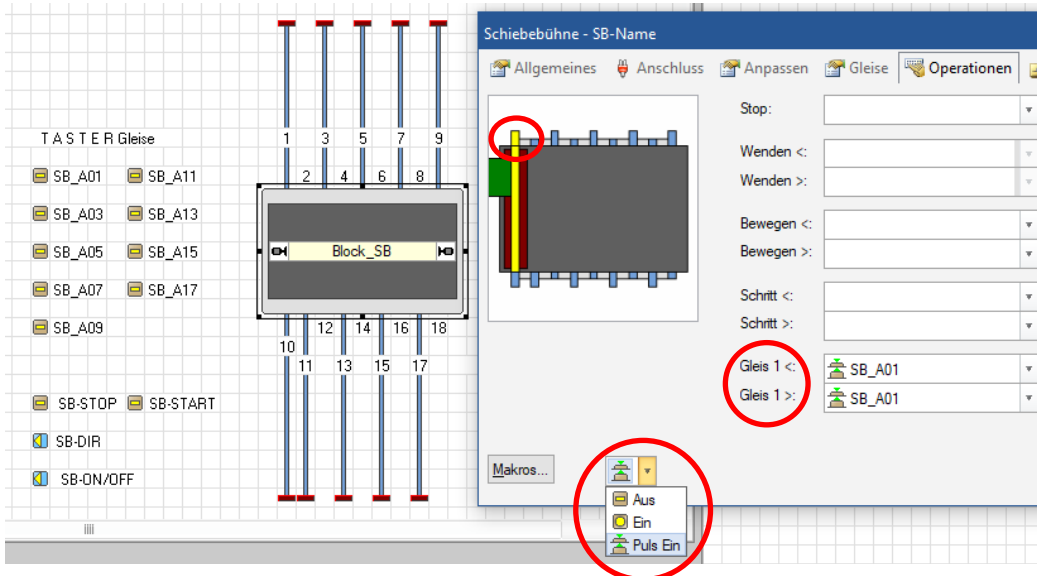 T A S T E R Gleise
SB_A01 SB_A11
SB_A03 SB_A13
SB_A05 SB_A15
SB_A07 SB_A17
SB_A09
SB-STOP SB-START
SB-DIR
SB-ON/OFF
1 3 5 7 9
2 4 6 8
Block_SB
12 14 16 18
10
11 13 15 17
Schiebebühne - SB-Name
Allgemeines Anschluss Anpassen Gleise Operationen
Stop:
Wenden <:
Wenden >:
Bewegen <:
Bewegen >:
Schritt <:
Schritt >:
Gleis 1 <: SB_A01
Gleis 1 >: SB_A01
Makros...
Aus
Ein
Puls Ein